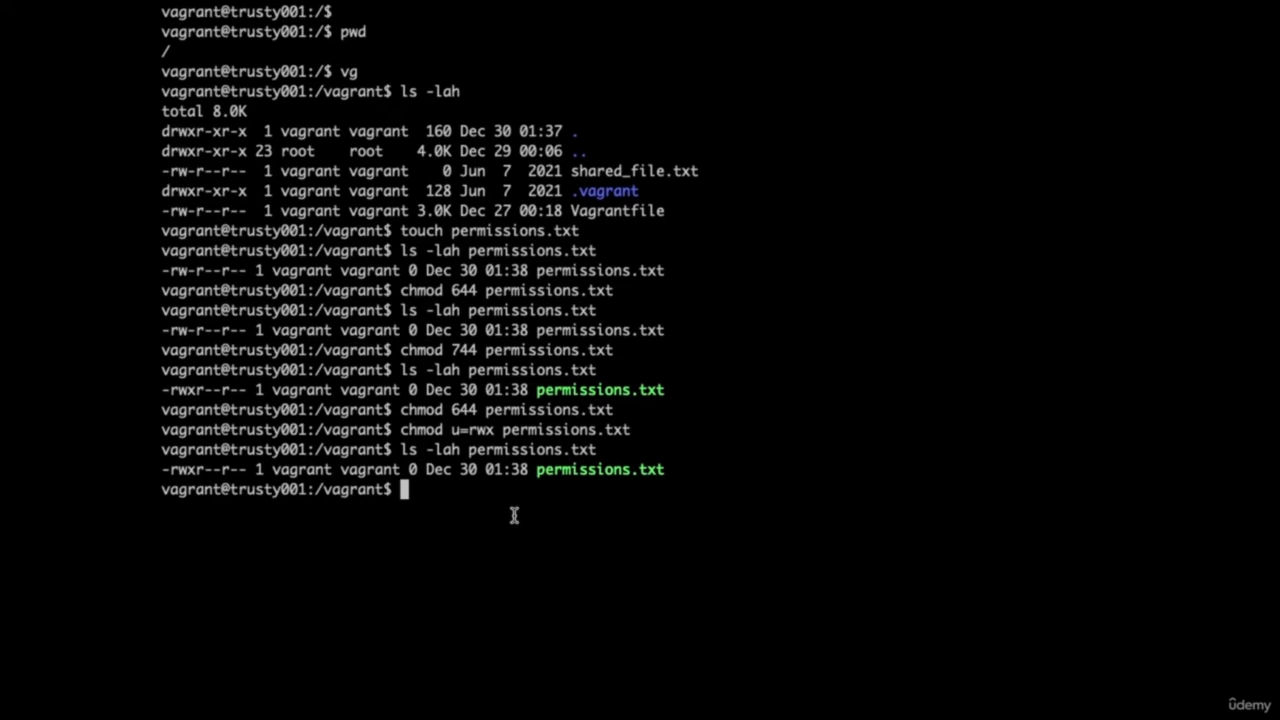 vagrant@trusty001:/$
vagrant@trusty001:/$ pwd
/
vagrant@trusty001:/$ vg
vagrant@trusty001:/vagrant$ ls -lah
total 8.0K
drwxr-xr-x  1 vagrant vagrant  160 Dec 30 01:37 .
drwxr-xr-x 23 root    root    4.0K Dec 29 00:06 ..
-rw-r--r--  1 vagrant vagrant    0 Jun  7  2021 shared_file.txt
drwxr-xr-x  1 vagrant vagrant  128 Jun  7  2021 .vagrant
-rw-r--r--  1 vagrant vagrant 3.0K Dec 27 00:18 Vagrantfile
vagrant@trusty001:/vagrant$ touch permissions.txt
vagrant@trusty001:/vagrant$ ls -lah permissions.txt
-rw-r--r-- 1 vagrant vagrant 0 Dec 30 01:38 permissions.txt
vagrant@trusty001:/vagrant$ chmod 644 permissions.txt
vagrant@trusty001:/vagrant$ ls -lah permissions.txt
-rw-r--r-- 1 vagrant vagrant 0 Dec 30 01:38 permissions.txt
vagrant@trusty001:/vagrant$ chmod 744 permissions.txt
vagrant@trusty001:/vagrant$ ls -lah permissions.txt
-rwxr--r-- 1 vagrant vagrant 0 Dec 30 01:38 permissions.txt
vagrant@trusty001:/vagrant$ chmod 644 permissions.txt
vagrant@trusty001:/vagrant$ chmod u=rwx permissions.txt
vagrant@trusty001:/vagrant$ ls -lah permissions.txt
-rwxr--r-- 1 vagrant vagrant 0 Dec 30 01:38 permissions.txt
vagrant@trusty001:/vagrant$
ûdemy